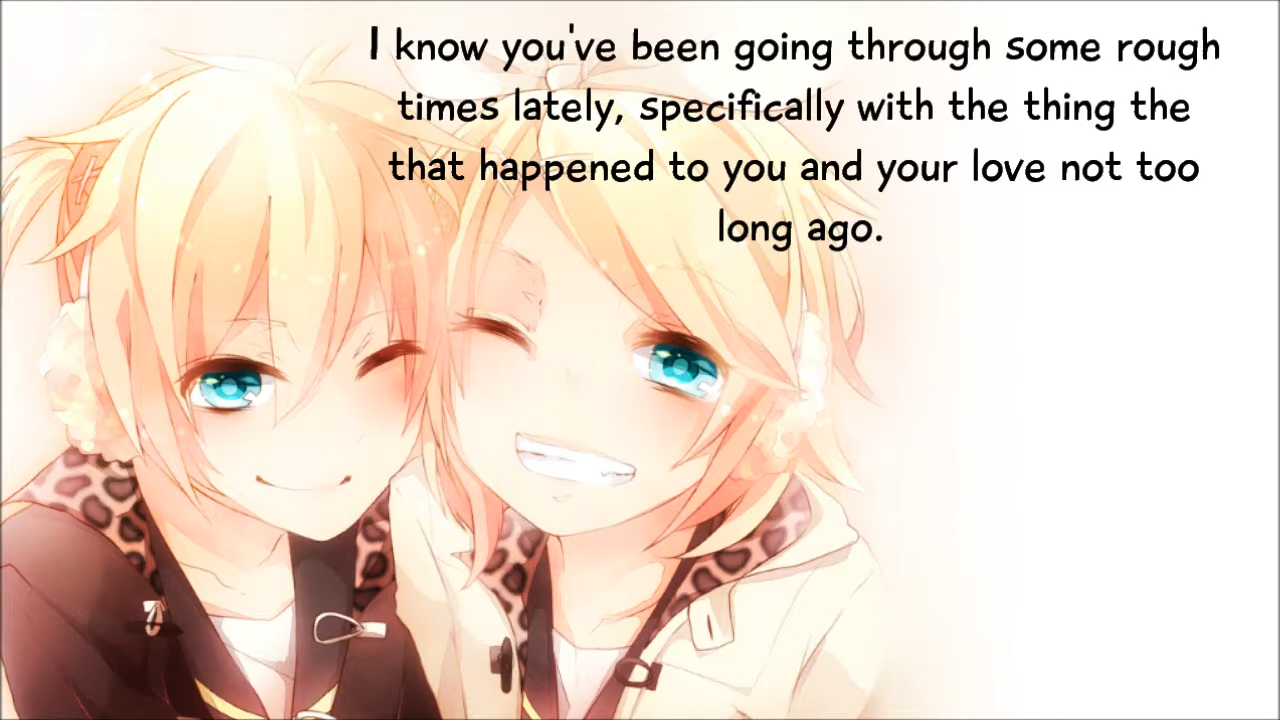 I know you've been going through some rough
times lately, specifically with the thing the
that happened to you and your love not too
long ago.